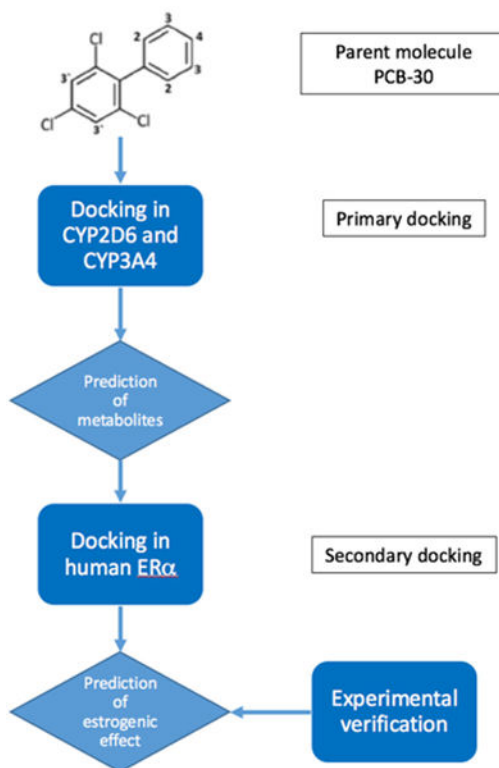 3
2
4
Cl
3
3`
2
Cl
Cl
3`
Parent molecule
PCB-30
Docking in
CYP2D6 and
CYP3A4
Primary docking
Prediction
of
metabolites
Docking in
human ERα
Secondary docking
Prediction
of
estrogenic
effect
Experimental
verification